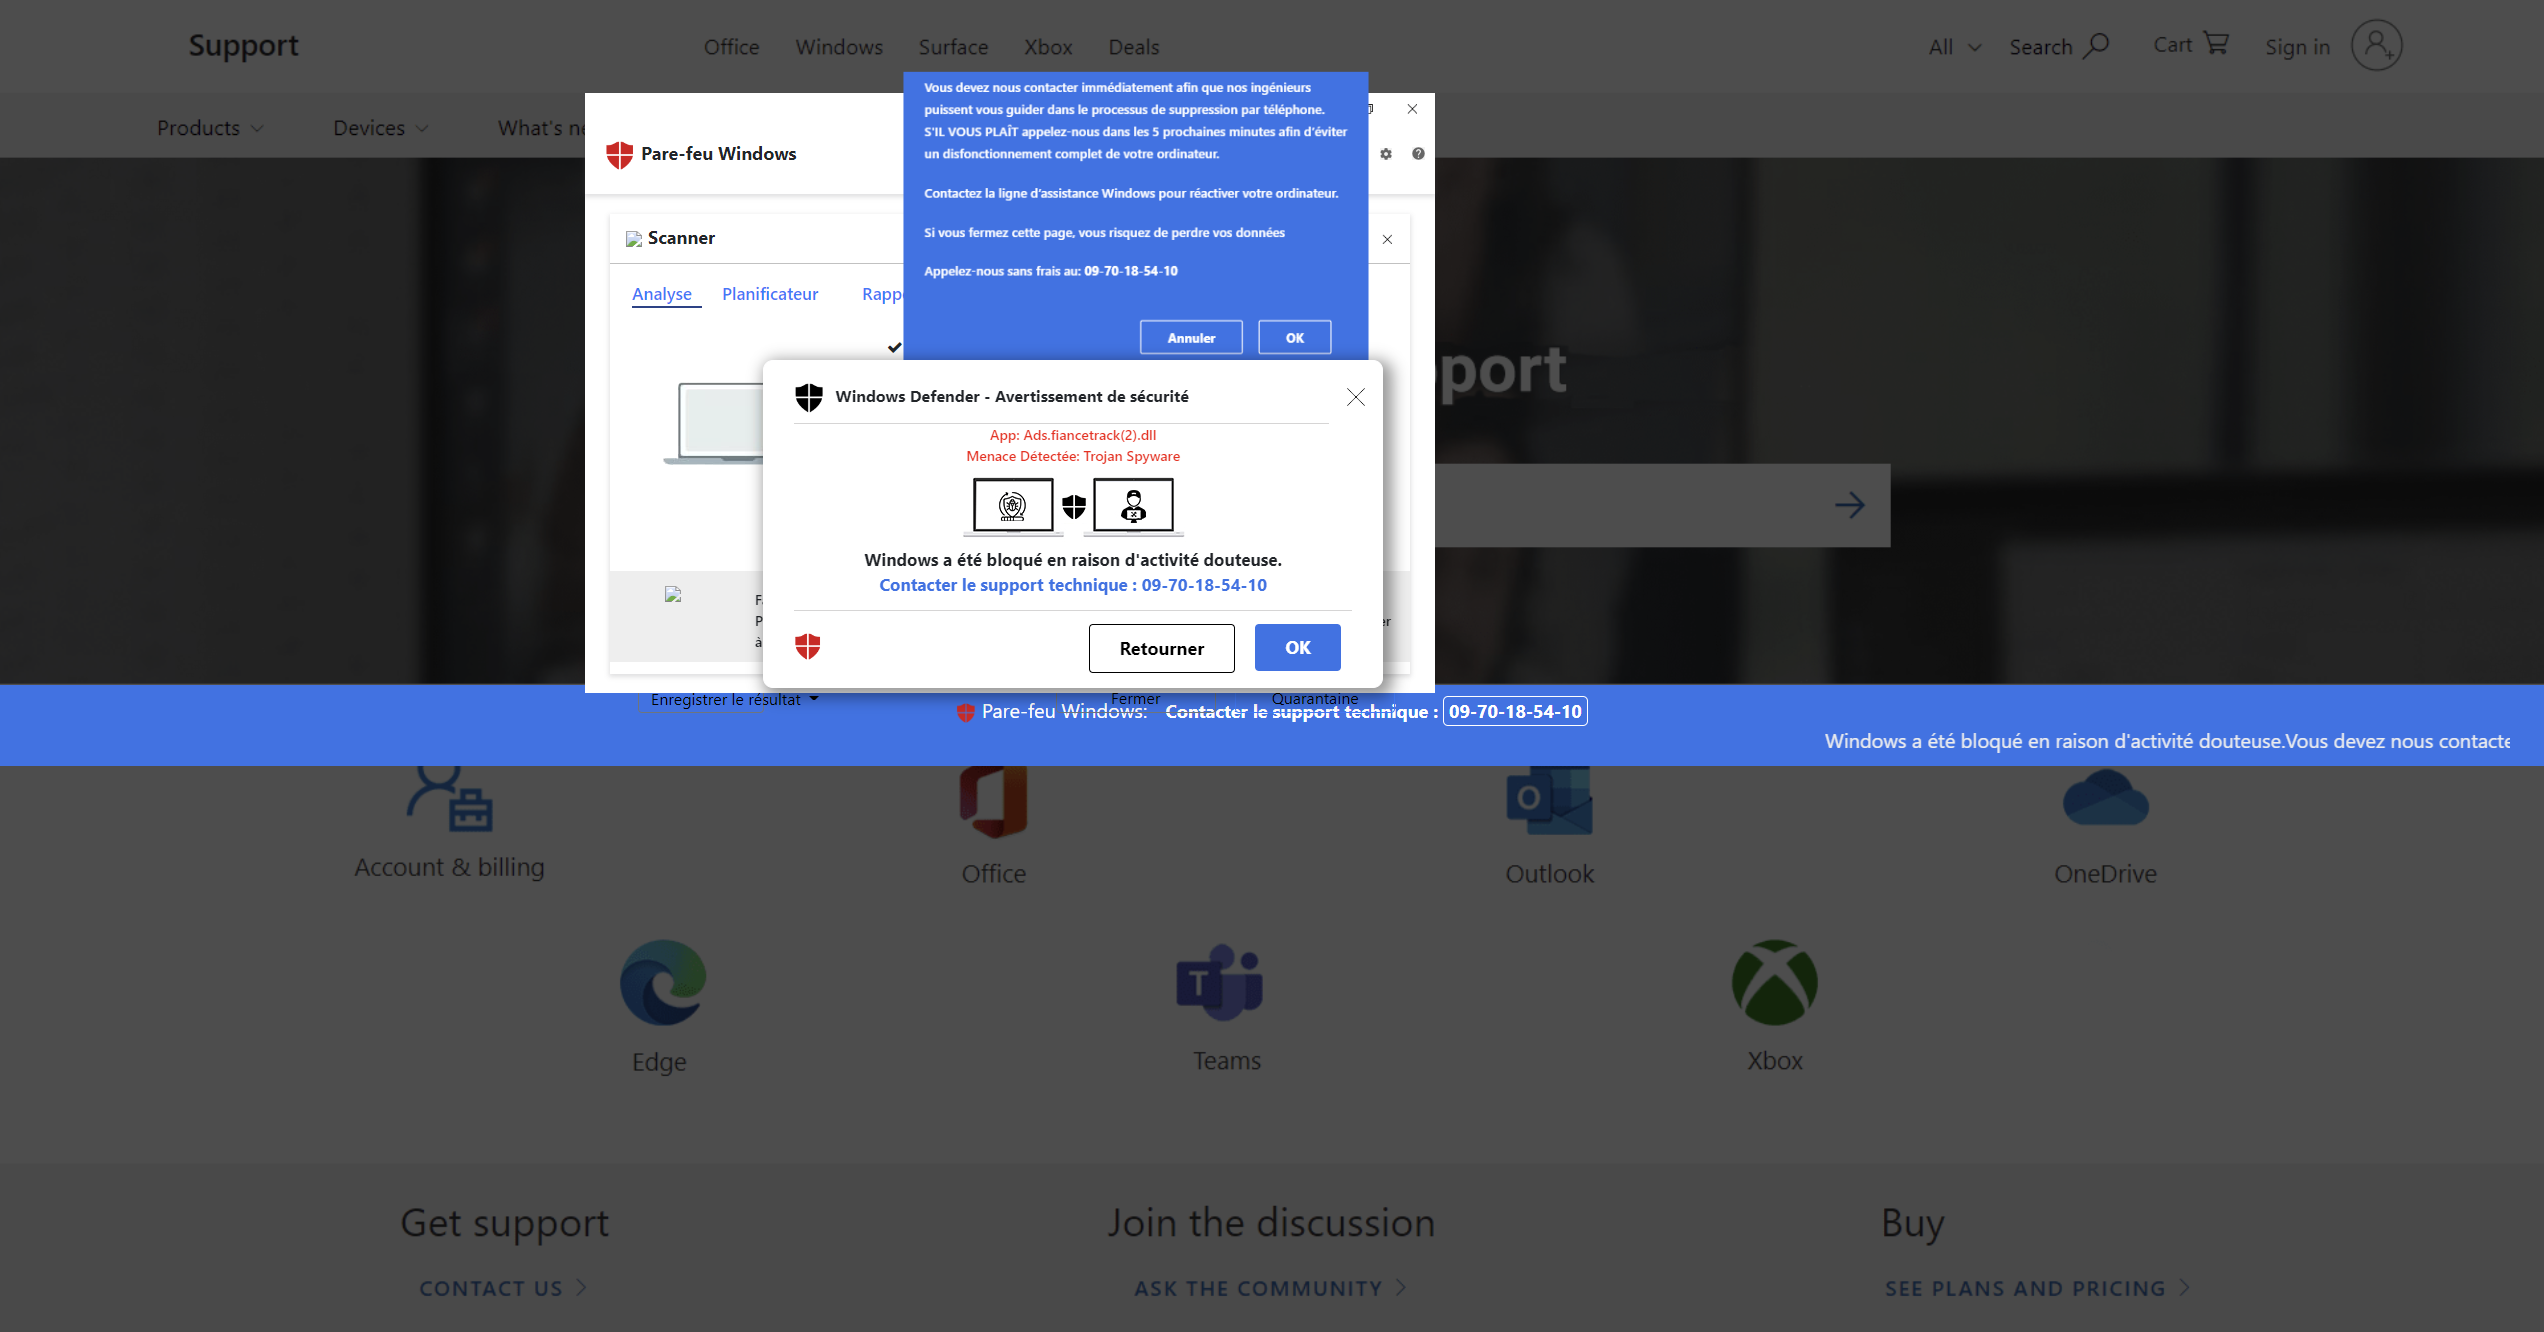 Support
Office Windows Surface Xbox Deals
All Search Cart Sign in
Products Devices What's ne
Vous devez nous contacter immédiatement afin que nos ingénieurs
puissent vous guider dans le processus de suppression par téléphone.
S'IL VOUS PLAÎT appelez-nous dans les 5 prochaines minutes afin d'éviter
un disfonctionnement complet de votre ordinateur.
Contactez la ligne d'assistance Windows pour réactiver votre ordinateur.
Si vous fermez cette page, vous risquez de perdre vos données
Appelez-nous sans frais au: 09-70-18-54-10
Annuler OK
Pare-feu Windows
Scanner
Analyse Planificateur Rapp
pport
Windows Defender - Avertissement de sécurité
App: Ads.fiancetrack(2).dll
Menace Détectée: Trojan Spyware
Windows a été bloqué en raison d'activité douteuse.
Contacter le support technique : 09-70-18-54-10
Retourner OK
F
P
à
er
Enregistrer le résultat Fermer Quarantaine
Pare-feu Windows: Contacter le support technique : 09-70-18-54-10
Windows a été bloqué en raison d'activité douteuse.Vous devez nous contacte
Account & billing
Office
Outlook
OneDrive
Edge
Teams
Xbox
Get support
CONTACT US
Join the discussion
ASK THE COMMUNITY
Buy
SEE PLANS AND PRICING